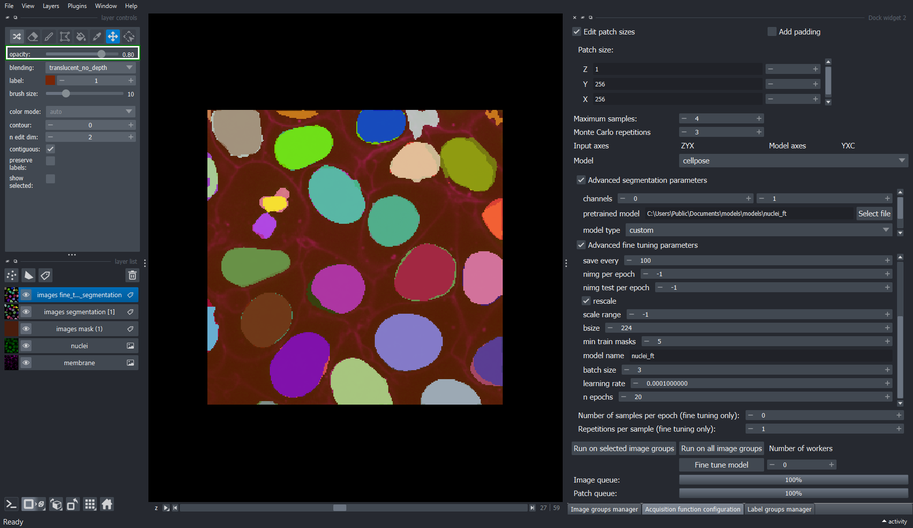 File View Layers Plugins Window Help
layer controls
Dock widget 2
opacity: 0.80
blending: translucent_no_depth
label: 1
brush size: 10
color mode: auto
contour: 0
n edit dim: 2
contiguous:
preserve
labels:
show
selected:
layer list
images fine_t..._segmentation
images segmentation [1]
images mask (1)
nuclei
membrane
z 27 59
Edit patch sizes Add padding
Patch size:
Z 1
Y 256
X 256
Maximum samples: 4
Monte Carlo repetitions 3
Input axes ZYX Model axes YXC
Model cellpose
Advanced segmentation parameters
channels 0 1
pretrained model C:\Users\Public\Documents\models\models\nuclei_ft Select file
model type custom
Advanced fine tuning parameters
save every 100
nimg per epoch -1
nimg test per epoch -1
rescale
scale range -1
bsize 224
min train masks 5
model name nuclei_ft
batch size 3
learning rate 0.0001000000
n epochs 20
Number of samples per epoch (fine tuning only): 0
Repetitions per sample (fine tuning only): 1
Run on selected image groups Run on all image groups Number of workers
Fine tune model 0
Image queue: 100%
Patch queue: 100%
Image groups manager Acquisition function configuration Label groups manager
Ready activity